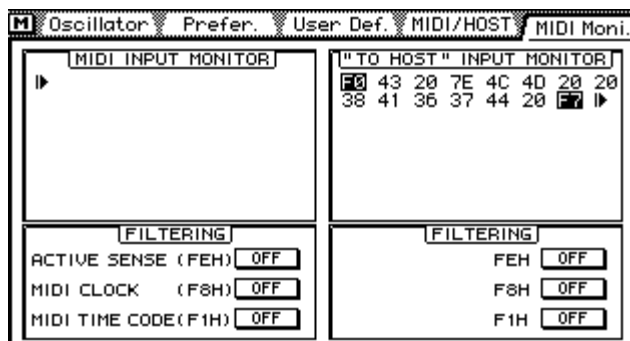 M Oscillator Prefer. User Def. MIDI/HOST MIDI Moni.
MIDI INPUT MONITOR
"TO HOST" INPUT MONITOR
F0 43 20 7E 4C 4D 20 20
38 41 36 37 44 20 F7
FILTERING
ACTIVE SENSE (FEH) OFF
MIDI CLOCK (F8H) OFF
MIDI TIME CODE(F1H) OFF
FILTERING
FEH OFF
F8H OFF
F1H OFF